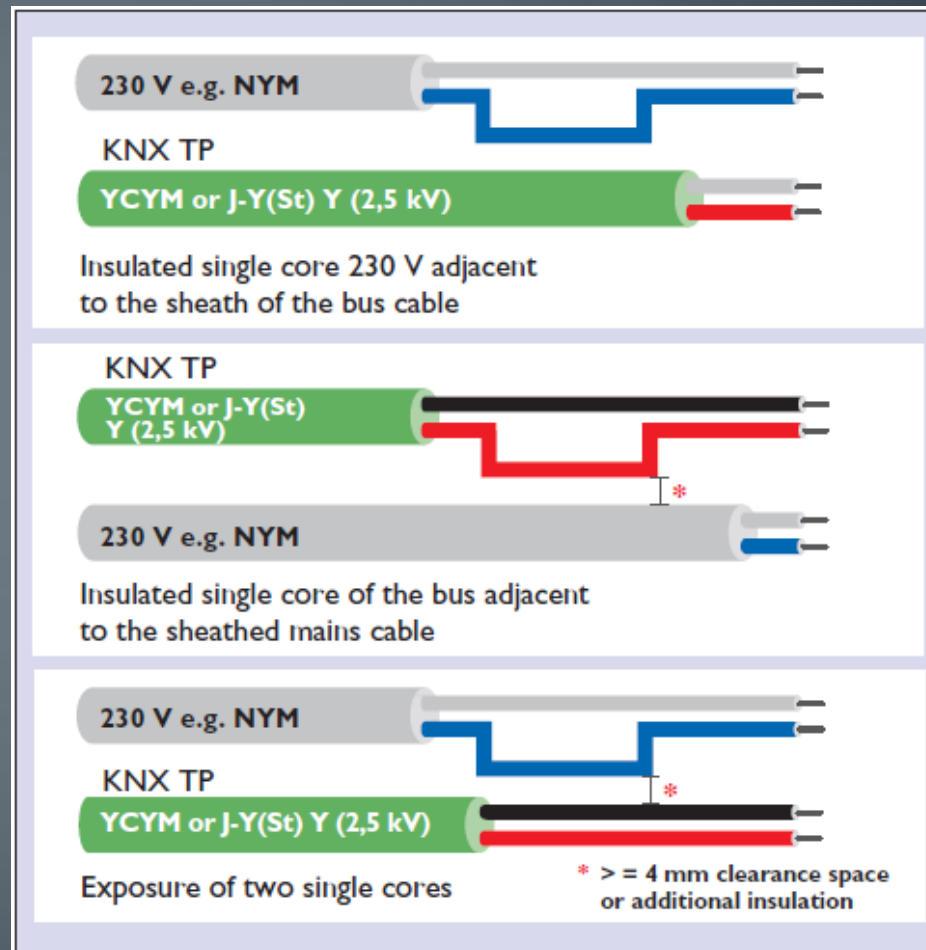 230 V e.g. NYM
KNX TP
YCYM or J-Y(St) Y (2,5 kV)
Insulated single core 230 V adjacent
to the sheath of the bus cable
KNX TP
YCYM or J-Y(St)
Y (2,5 kV)
*
230 V e.g. NYM
Insulated single core of the bus adjacent
to the sheathed mains cable
230 V e.g. NYM
KNX TP
*
YCYM or J-Y(St) Y (2,5 kV)
Exposure of two single cores
* > = 4 mm clearance space
or additional insulation